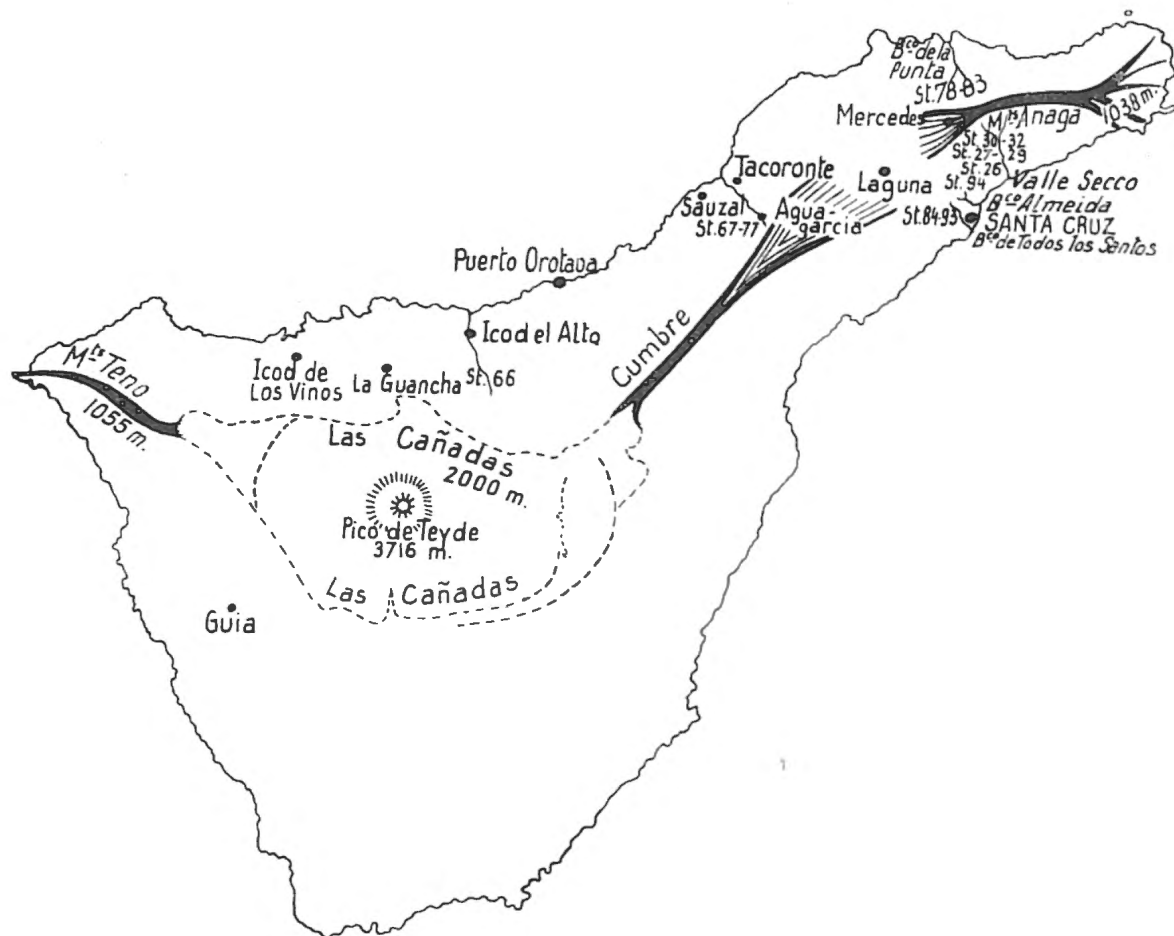 Bco de la
Punta
St.78-83
Mercedes
Mts Anaga
1038 m.
St. 30-32
St. 27-29
St. 26
St. 94
Valle Secco
Bco Almeida
SANTA CRUZ
Bco de Todos los Santos
Laguna
St.84-93
Tacoronte
Sauzal
St.67-77
Agua-
garcia
Puerto Orotava
Icod el Alto
St. 66
Cumbre
Mts Teno
1055 m.
Icod de
Los Vinos
La Guancha
Las Cañadas
2000 m.
Pico de Teyde
3716 m.
Las Cañadas
Guia